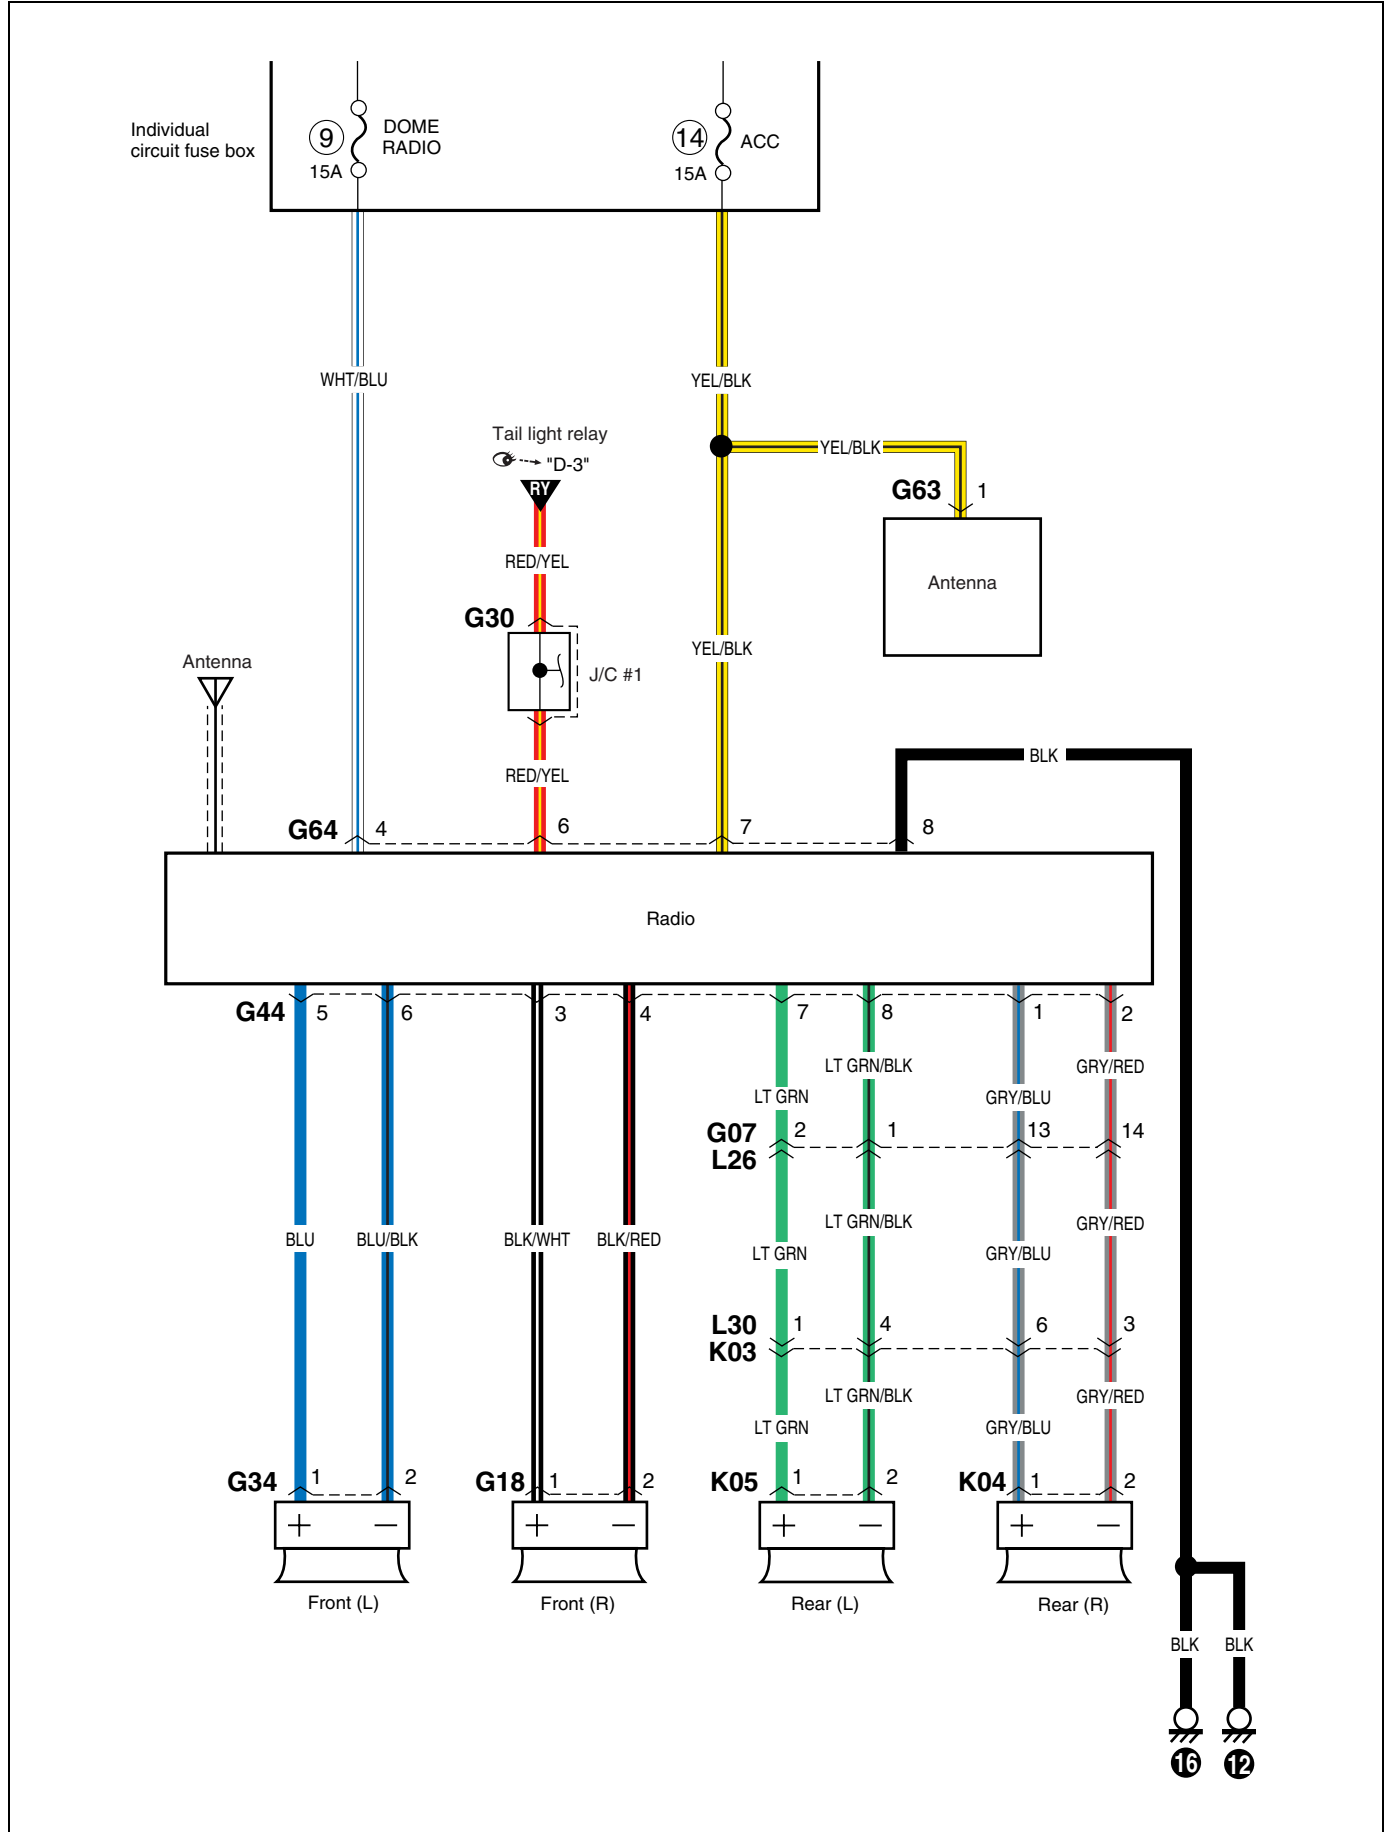 Individual
circuit fuse box
9
15A
DOME
RADIO
14
15A
ACC
WHT/BLU
YEL/BLK
Tail light relay
"D-3"
RY
YEL/BLK
G63 1
Antenna
RED/YEL
G30
J/C #1
YEL/BLK
Antenna
RED/YEL
BLK
G64 4 6 7 8
Radio
G44 5 6 3 4 7 8 1 2
LT GRN/BLK GRY/RED
LT GRN GRY/BLU
G07 2 1 13 14
L26
LT GRN/BLK GRY/RED
BLU BLU/BLK BLK/WHT BLK/RED
LT GRN GRY/BLU
L30 1 4 6 3
K03
LT GRN/BLK GRY/RED
LT GRN GRY/BLU
G34 1 2 G18 1 2 K05 1 2 K04 1 2
+ − + − + − + −
Front (L) Front (R) Rear (L) Rear (R)
BLK BLK
16 12